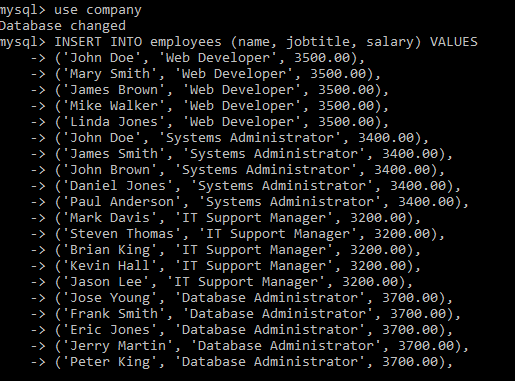 mysql> use company
Database changed
mysql> INSERT INTO employees (name, jobtitle, salary) VALUES
    -> ('John Doe', 'Web Developer', 3500.00),
    -> ('Mary Smith', 'Web Developer', 3500.00),
    -> ('James Brown', 'Web Developer', 3500.00),
    -> ('Mike Walker', 'Web Developer', 3500.00),
    -> ('Linda Jones', 'Web Developer', 3500.00),
    -> ('John Doe', 'Systems Administrator', 3400.00),
    -> ('James Smith', 'Systems Administrator', 3400.00),
    -> ('John Brown', 'Systems Administrator', 3400.00),
    -> ('Daniel Jones', 'Systems Administrator', 3400.00),
    -> ('Paul Anderson', 'Systems Administrator', 3400.00),
    -> ('Mark Davis', 'IT Support Manager', 3200.00),
    -> ('Steven Thomas', 'IT Support Manager', 3200.00),
    -> ('Brian King', 'IT Support Manager', 3200.00),
    -> ('Kevin Hall', 'IT Support Manager', 3200.00),
    -> ('Jason Lee', 'IT Support Manager', 3200.00),
    -> ('Jose Young', 'Database Administrator', 3700.00),
    -> ('Frank Smith', 'Database Administrator', 3700.00),
    -> ('Eric Jones', 'Database Administrator', 3700.00),
    -> ('Jerry Martin', 'Database Administrator', 3700.00),
    -> ('Peter King', 'Database Administrator', 3700.00),